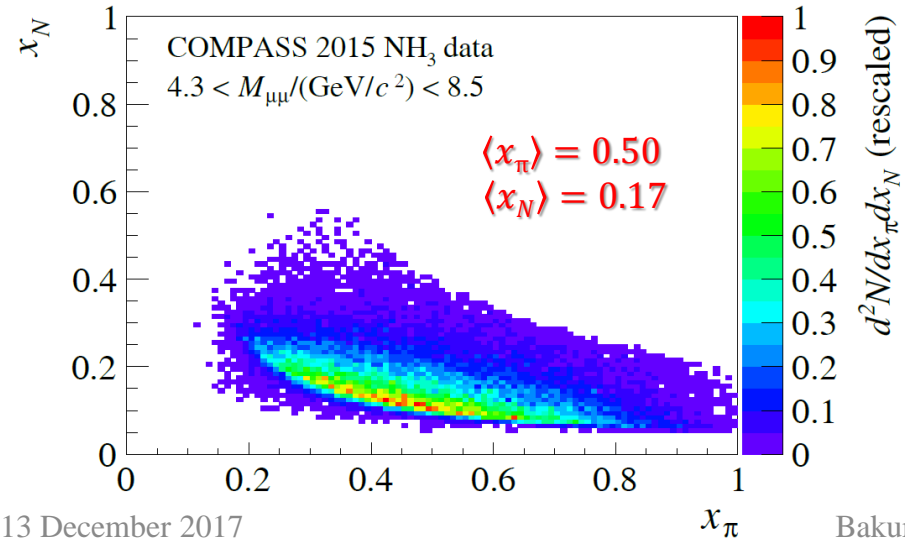 COMPASS 2015 NH₃ data
4.3 < M_μμ/(GeV/c²) < 8.5
⟨x_π⟩ = 0.50
⟨x_N⟩ = 0.17
x_N
1
0.8
0.6
0.4
0.2
0
0 0.2 0.4 0.6 0.8 1
x_π
1
0.9
0.8
0.7
0.6
0.5
0.4
0.3
0.2
0.1
0
d²N/dx_πdx_N (rescaled)
13 December 2017